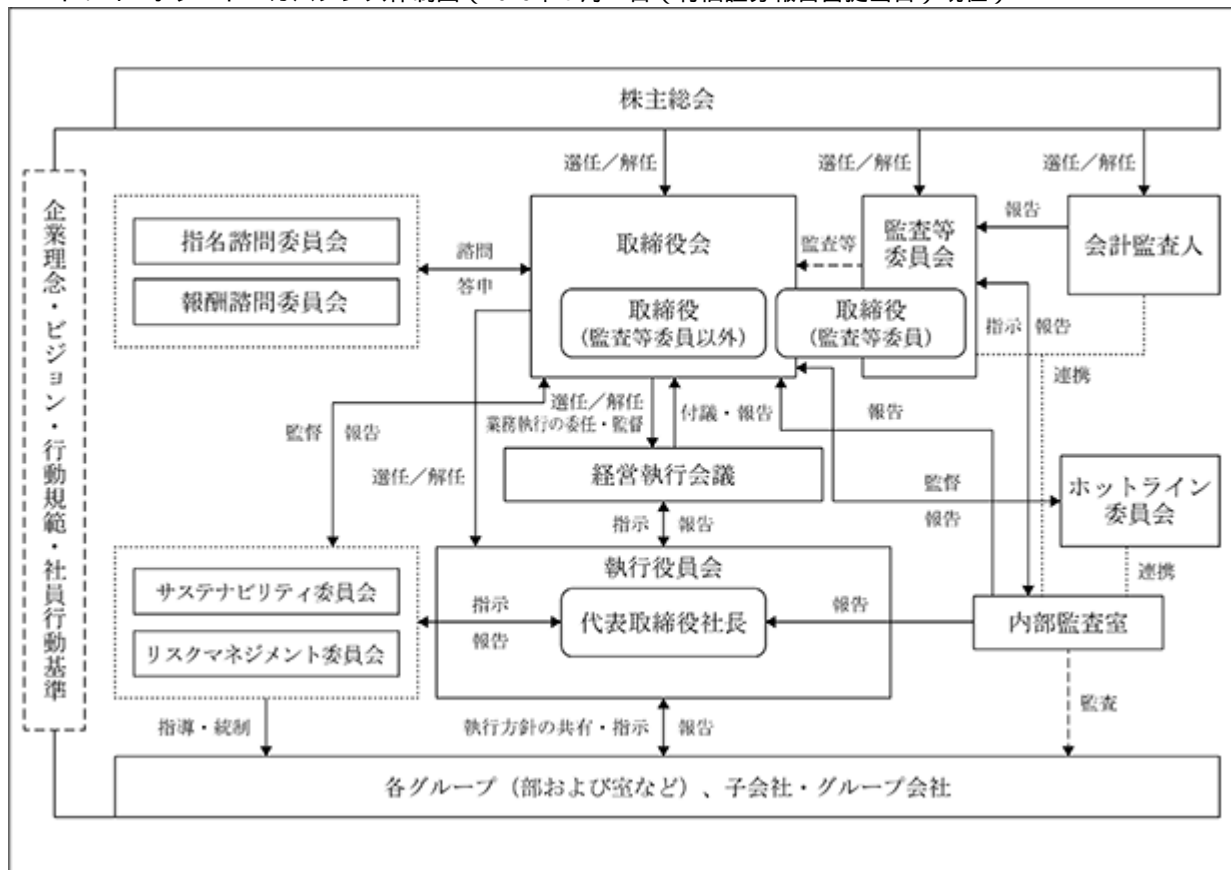 株主総会
選任／解任
選任／解任
選任／解任
企業理念・ビジョン・行動規範・社員行動基準
指名諮問委員会
報酬諮問委員会
諮問
答申
取締役会
取締役
(監査等委員以外)
監査等
監査等
委員会
取締役
(監査等委員)
報告
会計監査人
指示
報告
連携
監督
報告
選任／解任
選任／解任
業務執行の委任・監督
付議・報告
報告
経営執行会議
監督
報告
ホットライン
委員会
指示
報告
連携
サステナビリティ委員会
リスクマネジメント委員会
指示
報告
執行役員会
代表取締役社長
報告
内部監査室
指導・統制
執行方針の共有・指示
報告
監査
各グループ（部および室など）、子会社・グループ会社